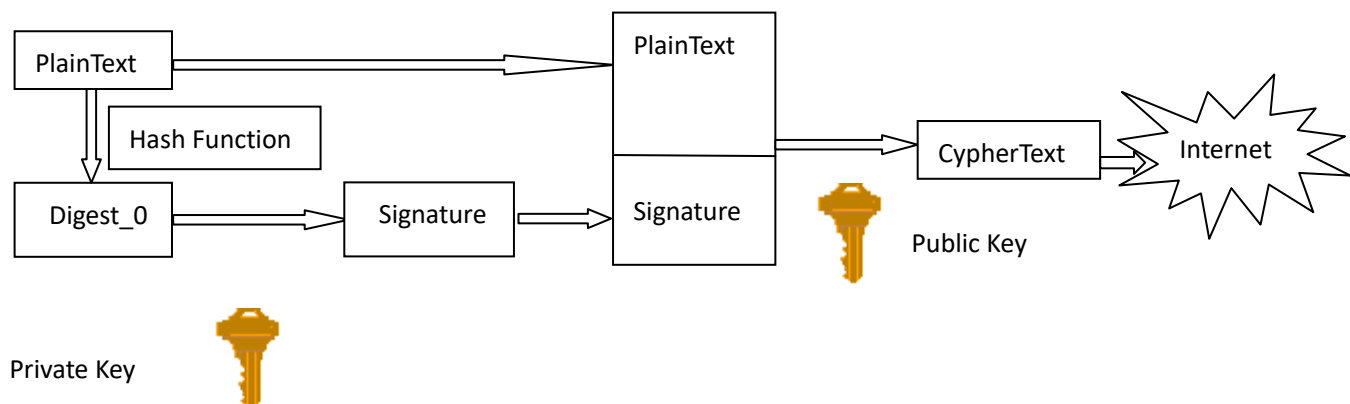 PlainText
Hash Function
Digest_0
Signature
PlainText
Signature
CypherText
Internet
Public Key
Private Key